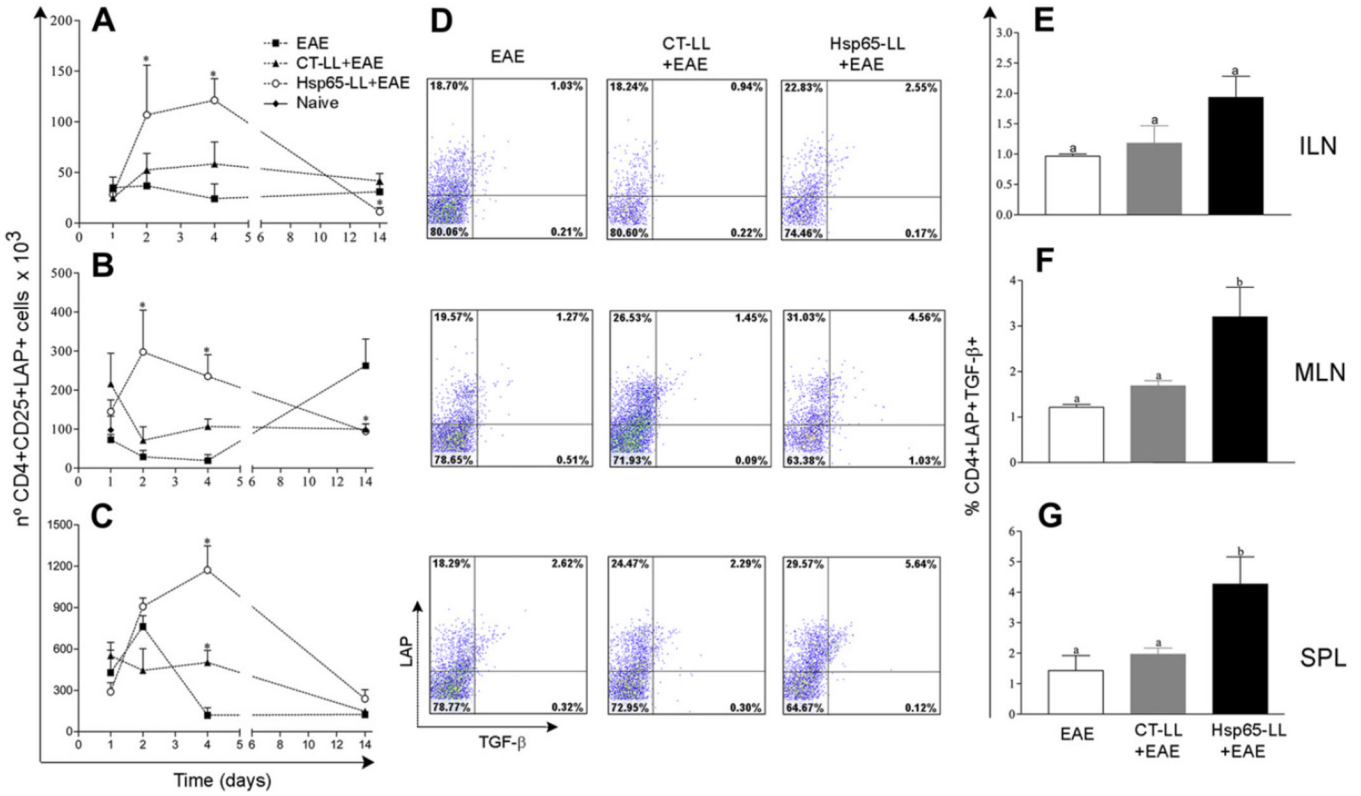 A
nº CD4+CD25+LAP+ cells x 10³
200
150
100
50
0
EAE
CT-LL+EAE
Hsp65-LL+EAE
Naive
* *
*
0 1 2 3 4 5 6 8 10 12 14
B
500
400
300
200
100
0
* *
*
0 1 2 3 4 5 6 8 10 12 14
C
1500
1200
900
600
300
0
*
*
0 1 2 3 4 5 6 8 10 12 14
Time (days)
D
EAE
CT-LL
+EAE
Hsp65-LL
+EAE
18.70% 1.03%
80.06% 0.21%
18.24% 0.94%
80.60% 0.22%
22.83% 2.55%
74.46% 0.17%
19.57% 1.27%
78.65% 0.51%
26.53% 1.45%
71.93% 0.09%
31.03% 4.56%
63.38% 1.03%
18.29% 2.62%
78.77% 0.32%
24.47% 2.29%
72.95% 0.30%
29.57% 5.64%
64.67% 0.12%
LAP
TGF-β
% CD4+LAP+TGF-β+
E
3.0
2.5
2.0
1.5
1.0
0.5
0.0
a a a
ILN
F
4
3
2
1
0
a a b
MLN
G
6
5
4
3
2
1
0
a a b
SPL
EAE
CT-LL
+EAE
Hsp65-LL
+EAE